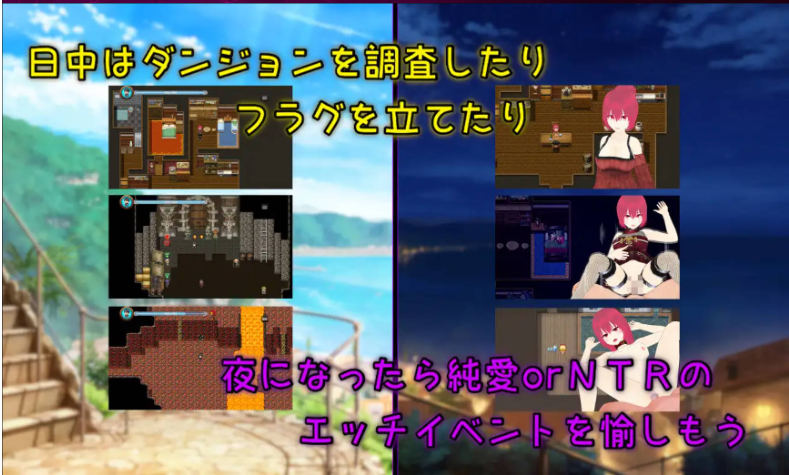 日中はダンジョンを調査したり
フラグを立てたり
夜になったら純愛orNTRの
エッチイベントを愉しもう